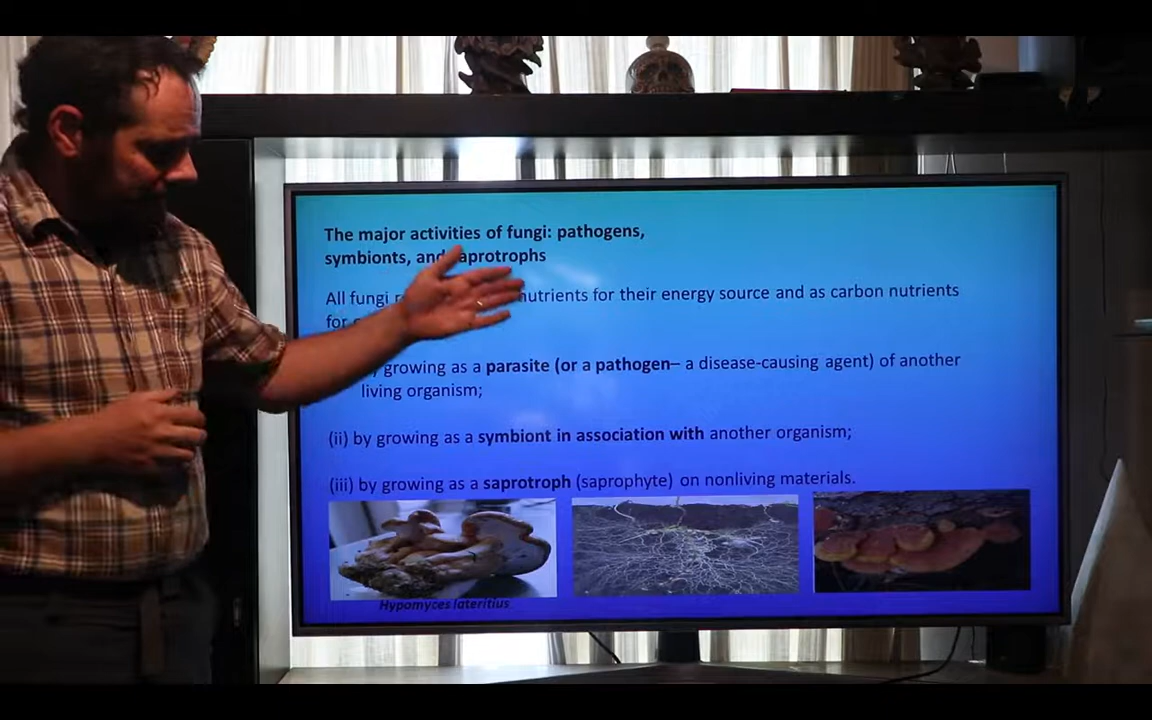 The major activities of fungi: pathogens,
symbionts, and saprotrophs
All fungi nutrients for their energy source and as carbon nutrients
for
growing as a parasite (or a pathogen– a disease-causing agent) of another
living organism;
(ii) by growing as a symbiont in association with another organism;
(iii) by growing as a saprotroph (saprophyte) on nonliving materials.
Hypomyces lateritius